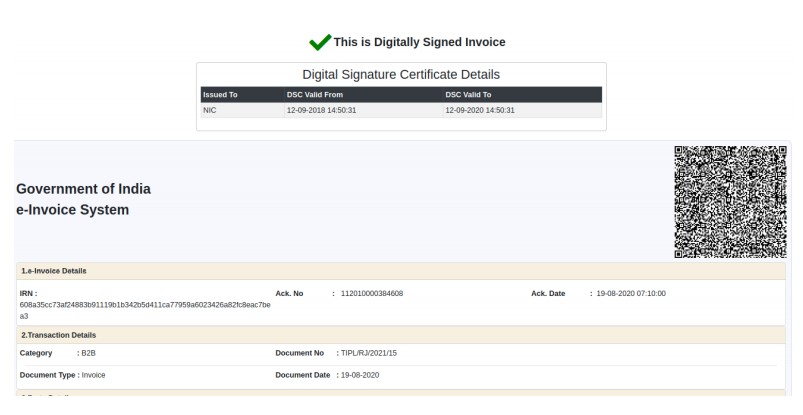 This is Digitally Signed Invoice
Digital Signature Certificate Details
Issued To DSC Valid From DSC Valid To
NIC 12-09-2018 14:50:31 12-09-2020 14:50:31
Government of India
e-Invoice System
1.e-Invoice Details
IRN : Ack. No : 112010000384608 Ack. Date : 19-08-2020 07:10:00
608a35cc73af24883b91119b1b342b5d411ca77959a6023426a82fc8eac7be
a3
2.Transaction Details
Category : B2B Document No : TIPL/RJ/2021/15
Document Type : Invoice Document Date : 19-08-2020